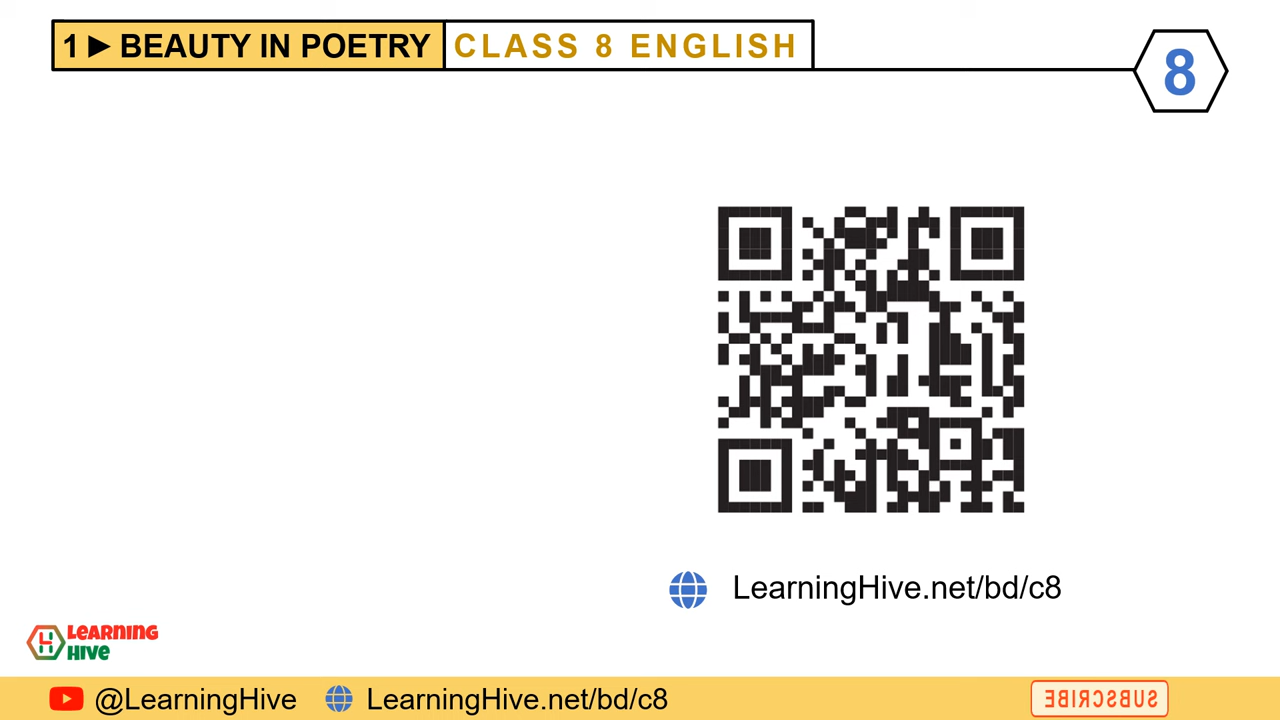 1 ► BEAUTY IN POETRY CLASS 8 ENGLISH
8
LearningHive.net/bd/c8
LEARNING
HIVE
@LearningHive LearningHive.net/bd/c8 SUBSCRIBE